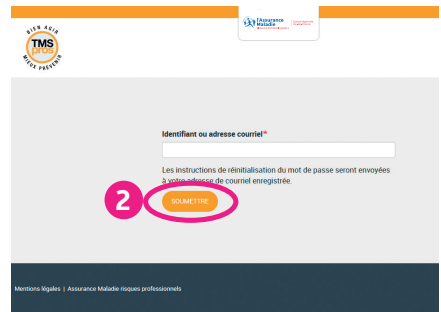 BIEN AGIR
TMS
pros
MIEUX PRÉVENIR
l'Assurance
Maladie
Identifiant ou adresse courriel*
Les instructions de réinitialisation du mot de passe seront envoyées
à votre adresse de courriel enregistrée.
2
SOUMETTRE
Mentions légales | Assurance Maladie risques professionnels